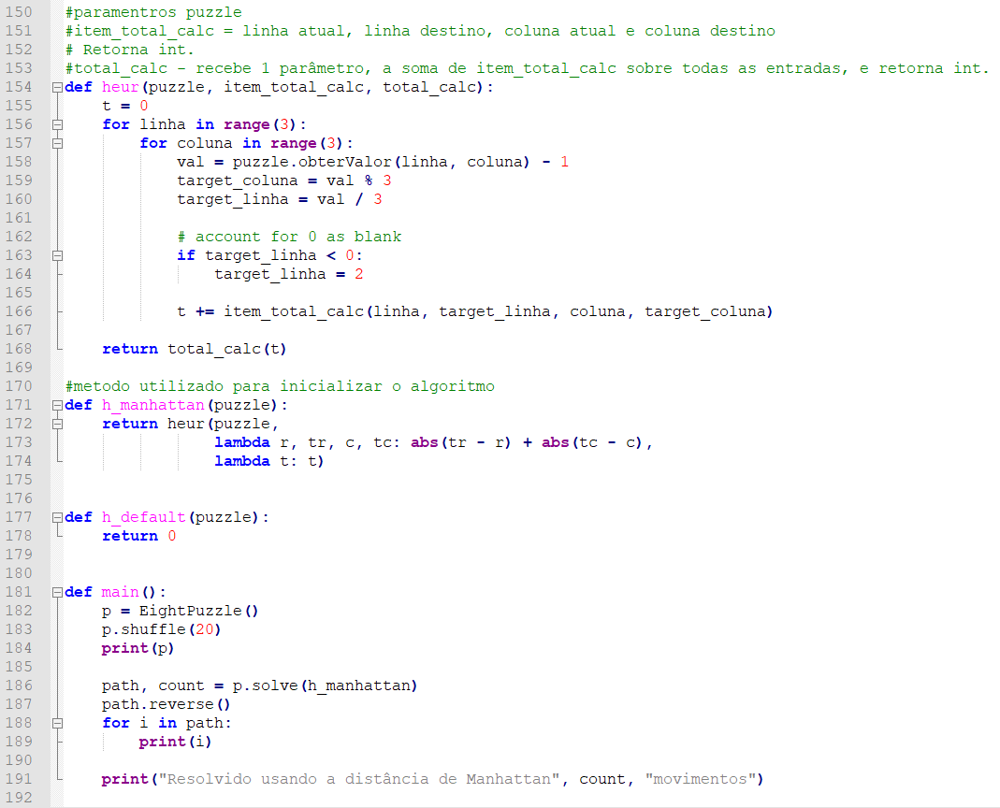 150 #paramentros puzzle
151 #item_total_calc = linha atual, linha destino, coluna atual e coluna destino
152 # Retorna int.
153 #total_calc - recebe 1 parâmetro, a soma de item_total_calc sobre todas as entradas, e retorna int.
154 def heur(puzzle, item_total_calc, total_calc):
155     t = 0
156     for linha in range(3):
157         for coluna in range(3):
158             val = puzzle.obterValor(linha, coluna) - 1
159             target_coluna = val % 3
160             target_linha = val / 3
161
162             # account for 0 as blank
163             if target_linha < 0:
164                 target_linha = 2
165
166             t += item_total_calc(linha, target_linha, coluna, target_coluna)
167
168     return total_calc(t)
169
170 #metodo utilizado para inicializar o algoritmo
171 def h_manhattan(puzzle):
172     return heur(puzzle,
173                 lambda r, tr, c, tc: abs(tr - r) + abs(tc - c),
174                 lambda t: t)
175
176
177 def h_default(puzzle):
178     return 0
179
180
181 def main():
182     p = EightPuzzle()
183     p.shuffle(20)
184     print(p)
185
186     path, count = p.solve(h_manhattan)
187     path.reverse()
188     for i in path:
189         print(i)
190
191     print("Resolvido usando a distância de Manhattan", count, "movimentos")
192